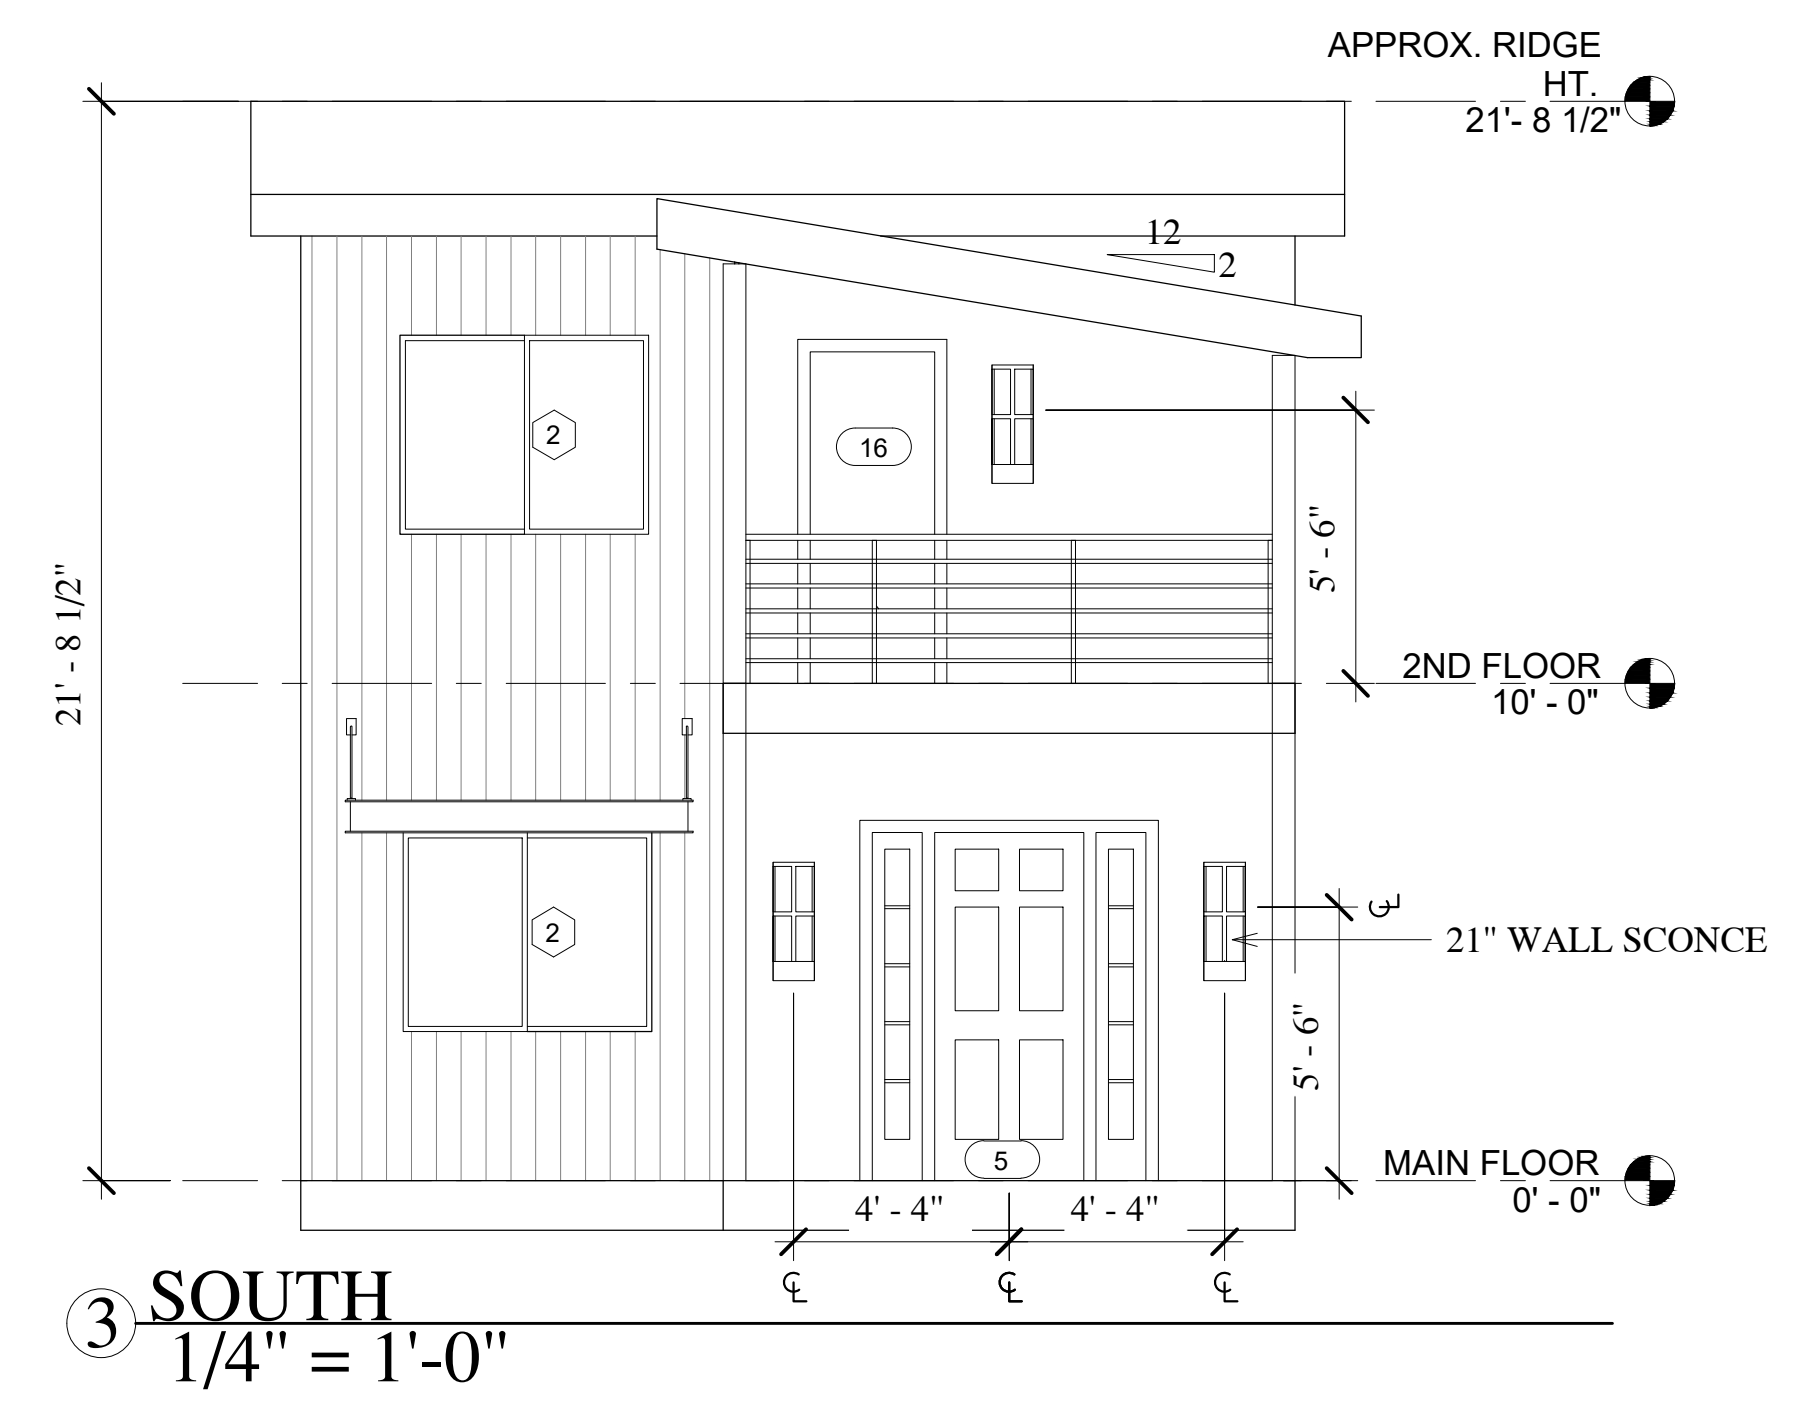 APPROX. RIDGE
HT.
21'- 8 1/2"
12
2
2
16
5' - 6"
21' - 8 1/2"
2ND FLOOR
10' - 0"
2
℄
21" WALL SCONCE
5' - 6"
5
MAIN FLOOR
0' - 0"
4' - 4"
4' - 4"
℄
℄
℄
3
SOUTH
1/4" = 1'-0"